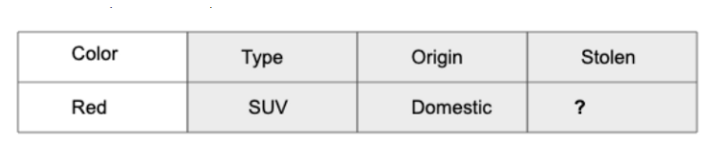 Color Type Origin Stolen
Red SUV Domestic ?